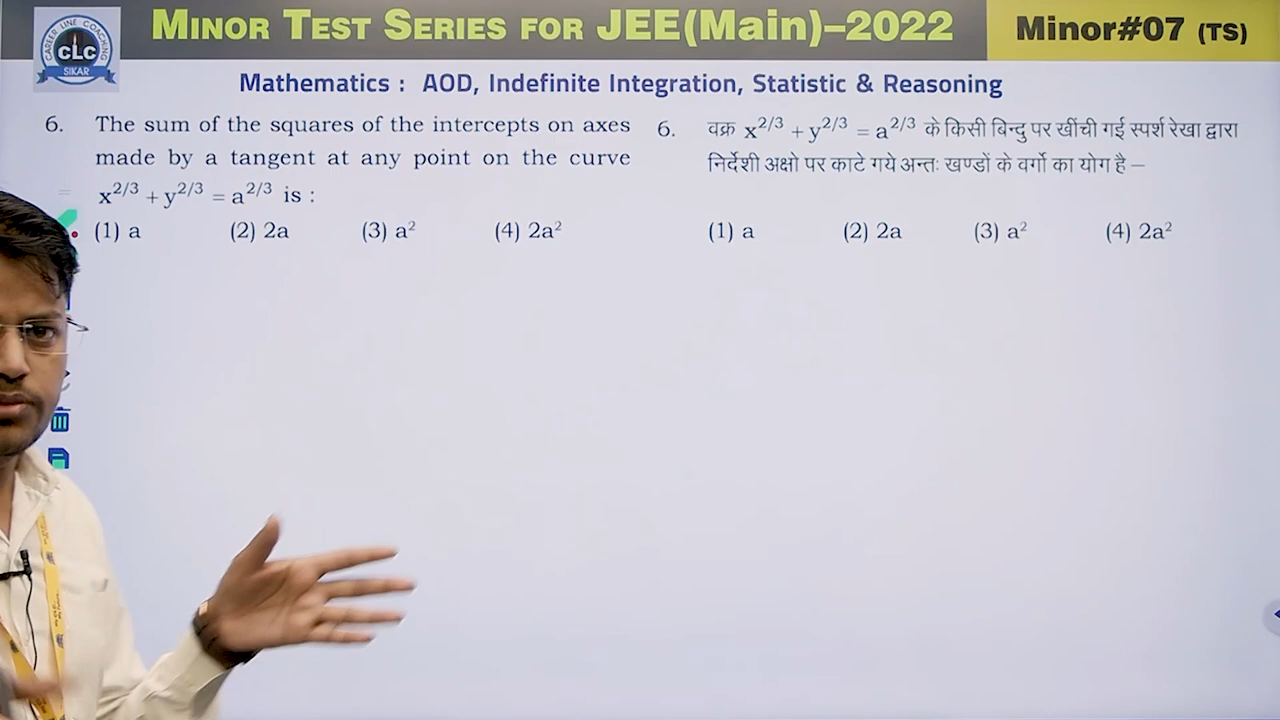 MINOR TEST SERIES FOR JEE(MAIN)–2022
Minor#07 (TS)
CAREER LINE COACHING
CLC
SIKAR
Mathematics : AOD, Indefinite Integration, Statistic & Reasoning
6. The sum of the squares of the intercepts on axes
made by a tangent at any point on the curve
x^2/3 + y^2/3 = a^2/3 is :
(1) a (2) 2a (3) a² (4) 2a²
6. वक्र x^2/3 + y^2/3 = a^2/3 के किसी बिन्दु पर खींची गई स्पर्श रेखा द्वारा
निर्देशी अक्षो पर काटे गये अन्तः खण्डों के वर्गो का योग है –
(1) a (2) 2a (3) a² (4) 2a²